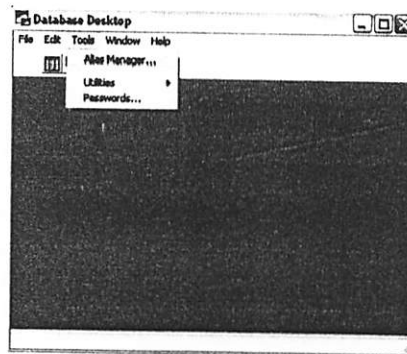 Database Desktop
File Edit Tools Window Help
Alias Manager...
Utilities
Passwords...